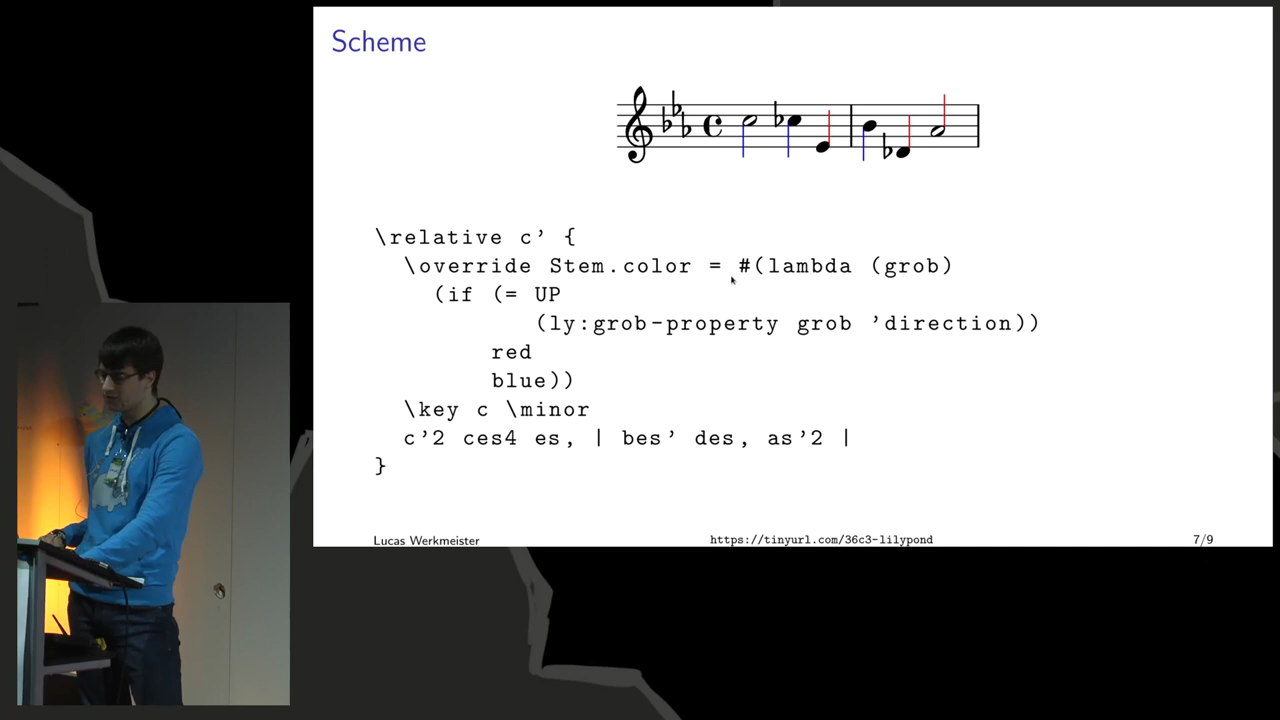 Scheme
\relative c’ {
\override Stem.color = #(lambda (grob)
(if (= UP
(ly:grob-property grob ’direction))
red
blue))
\key c \minor
c’2 ces4 es, | bes’ des, as’2 |
}
Lucas Werkmeister https://tinyurl.com/36c3-lilypond 7/9